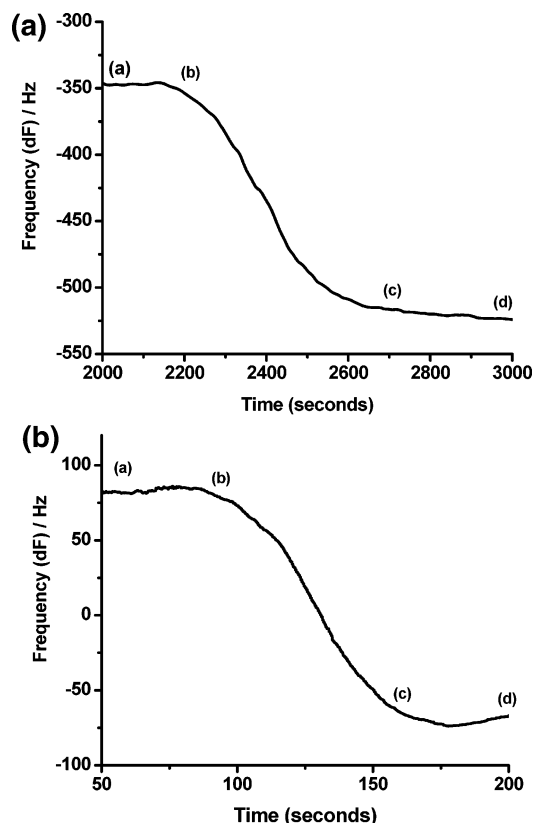 (a)
-300
(a)
(b)
-350
-400
-450
-500
(c)
(d)
-550
2000 2200 2400 2600 2800 3000
Frequency (dF) / Hz
Time (seconds)
(b)
100
(a)
(b)
50
0
-50
(c)
(d)
-100
50 100 150 200
Frequency (dF) / Hz
Time (seconds)